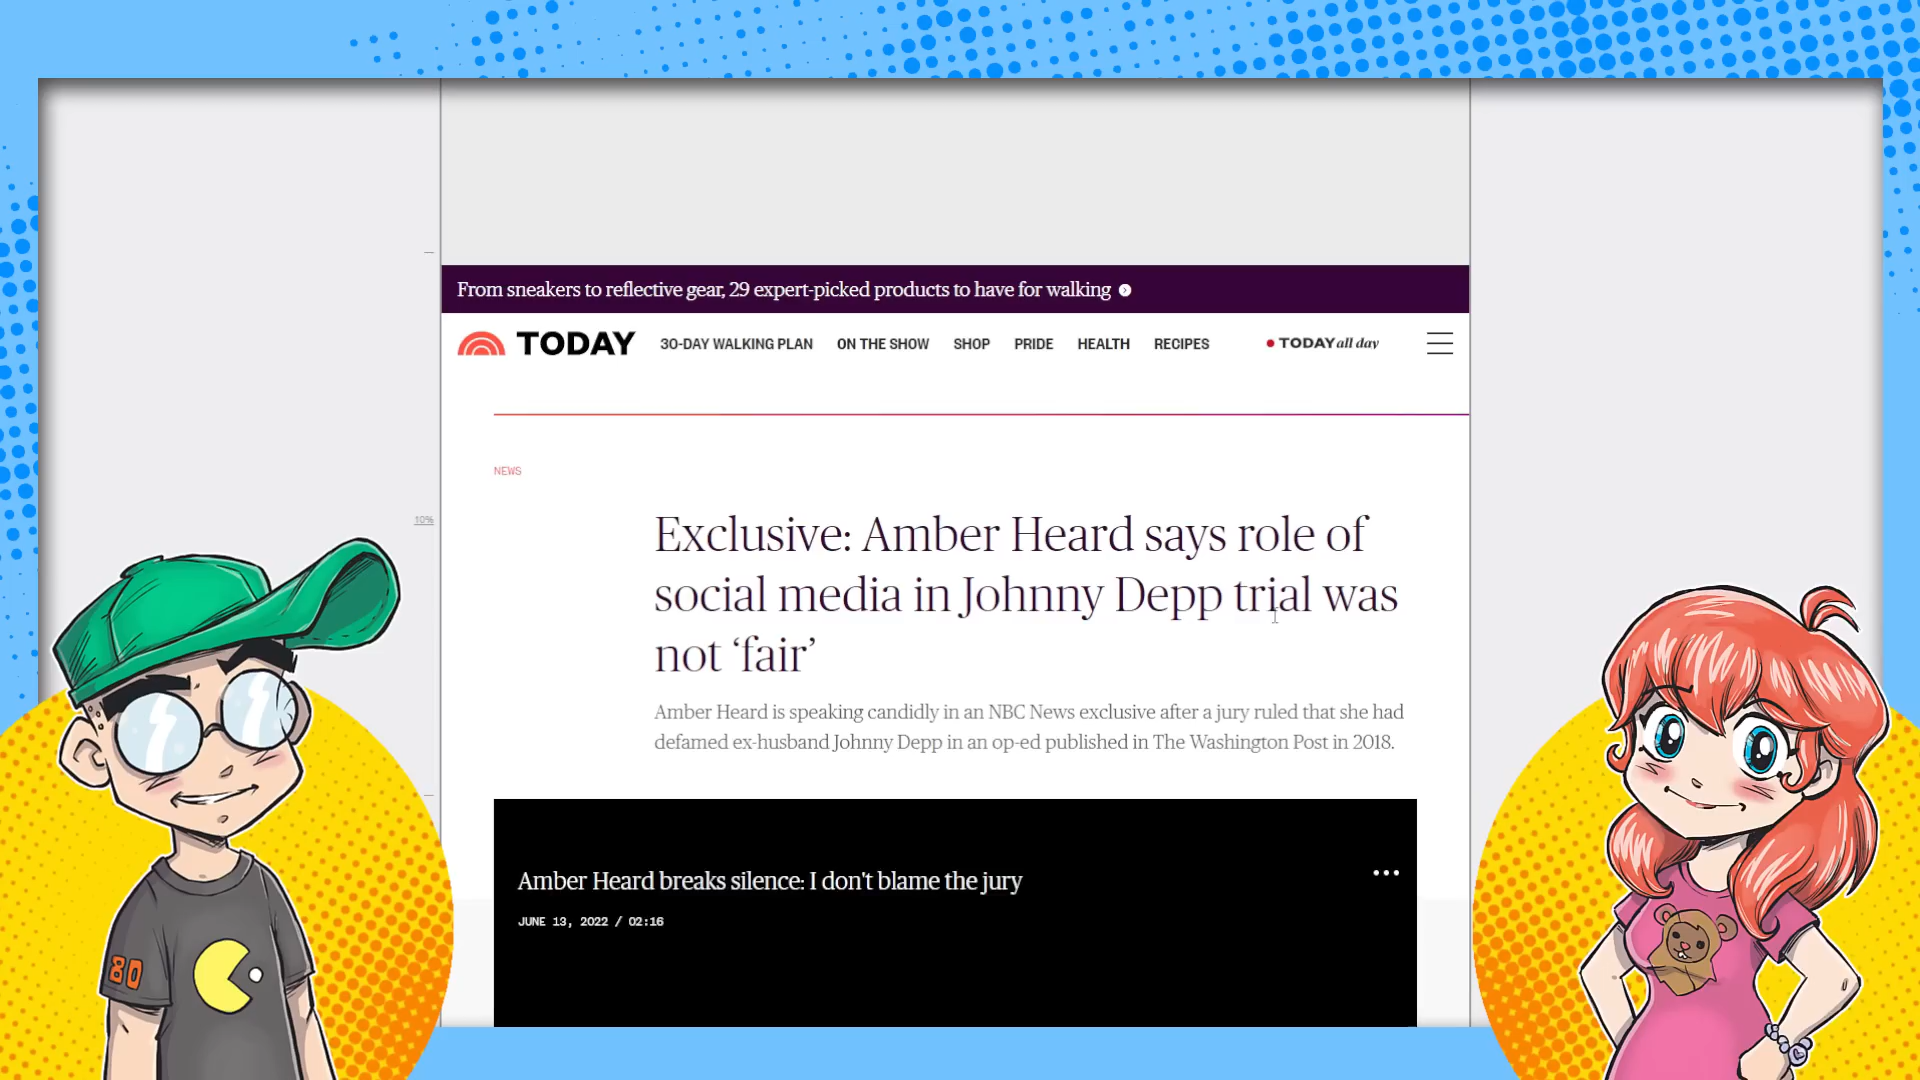 From sneakers to reflective gear, 29 expert-picked products to have for walking
TODAY 30-DAY WALKING PLAN ON THE SHOW SHOP PRIDE HEALTH RECIPES TODAY all day
NEWS
10%
Exclusive: Amber Heard says role of
social media in Johnny Depp trial was
not ‘fair’
Amber Heard is speaking candidly in an NBC News exclusive after a jury ruled that she had
defamed ex-husband Johnny Depp in an op-ed published in The Washington Post in 2018.
Amber Heard breaks silence: I don't blame the jury
JUNE 13, 2022 / 02:16
80